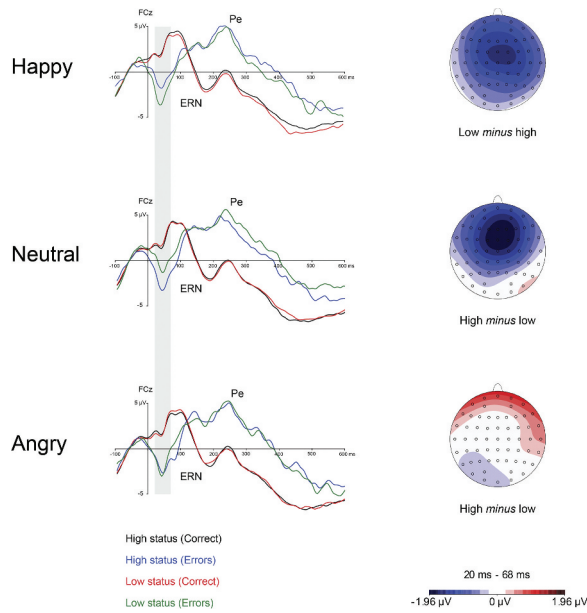 FCz
5 µV
Pe
Happy
-100
100
200
300
400
500
600 ms
ERN
-5
Low minus high
FCz
5 µV
Pe
Neutral
-100
100
200
300
400
500
600 ms
ERN
-5
High minus low
FCz
5 µV
Pe
Angry
-100
100
200
300
400
500
600 ms
ERN
-5
High minus low
High status (Correct)
High status (Errors)
Low status (Correct)
Low status (Errors)
20 ms - 68 ms
-1.96 µV 0 µV 1.96 µV